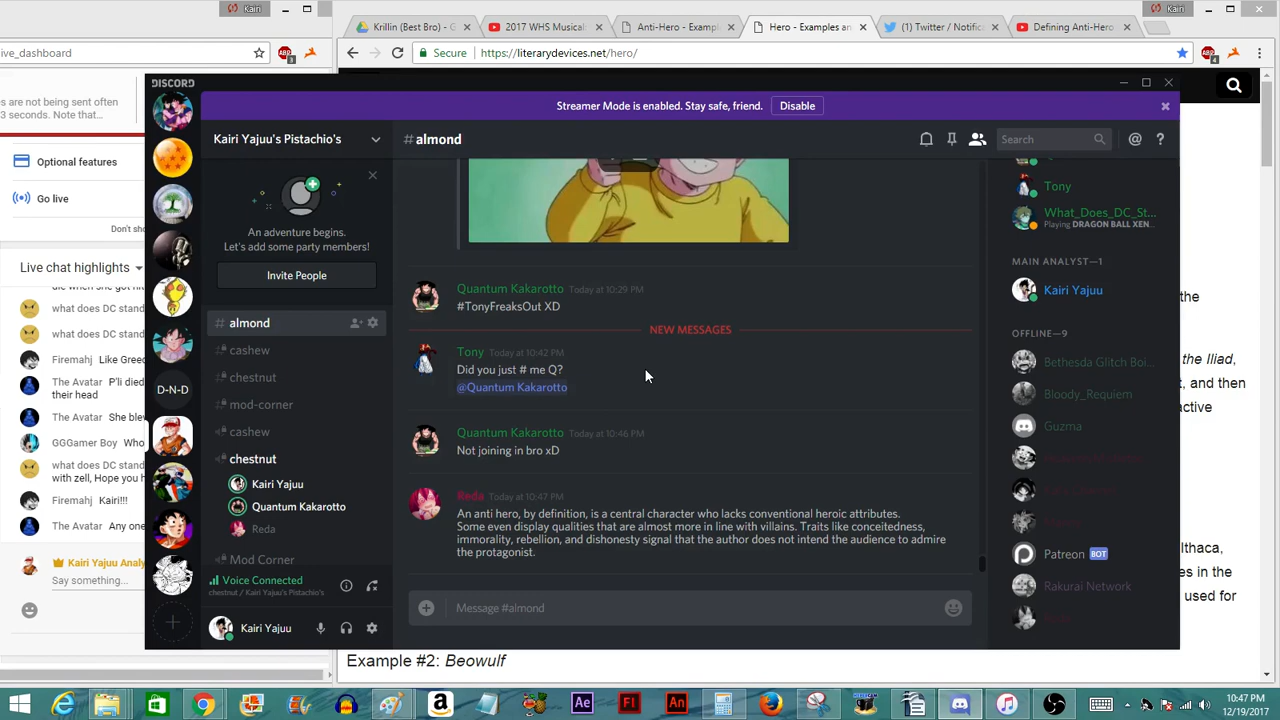 Kairi
Krillin (Best Bro) - G
2017 WHS Musical
Anti-Hero - Example
Hero - Examples an
(1) Twitter / Notific
Defining Anti-Hero
Kairi
ive_dashboard
Secure
https://literarydevices.net/hero/
es are not being sent often
3 seconds. Note that…
Optional features
Go live
Don't sho
Live chat highlights
what does DC stand
what does DC stand
Firemahj Like Greed
The Avatar P'li died
their head
The Avatar She blew
GGGamer Boy Who
what does DC stand
with zell, Hope you h
Firemahj Kairi!!!
The Avatar Any one
Kairi Yajuu Analy
Say something...
DISCORD
Streamer Mode is enabled. Stay safe, friend.
Disable
Kairi Yajuu's Pistachio's
An adventure begins.
Let's add some party members!
Invite People
almond
cashew
chestnut
mod-corner
cashew
chestnut
Kairi Yajuu
Quantum Kakarotto
Reda
Mod Corner
Voice Connected
chestnut / Kairi Yajuu's Pistachio's
Kairi Yajuu
D-N-D
# almond
Search
Quantum Kakarotto Today at 10:29 PM
#TonyFreaksOut XD
NEW MESSAGES
Tony Today at 10:42 PM
Did you just # me Q?
@Quantum Kakarotto
Quantum Kakarotto Today at 10:46 PM
Not joining in bro xD
Reda Today at 10:47 PM
An anti hero, by definition, is a central character who lacks conventional heroic attributes.
Some even display qualities that are almost more in line with villains. Traits like conceitedness,
immorality, rebellion, and dishonesty signal that the author does not intend the audience to admire
the protagonist.
Message #almond
Tony
What_Does_DC_St...
Playing DRAGON BALL XEN...
MAIN ANALYST—1
Kairi Yajuu
OFFLINE—9
Bethesda Glitch Boi...
Bloody_Requiem
Guzma
Patreon BOT
Rakurai Network
the
the Iliad,
t, and then
active
Ithaca,
es in the
used for
Example #2: Beowulf
10:47 PM
12/19/2017